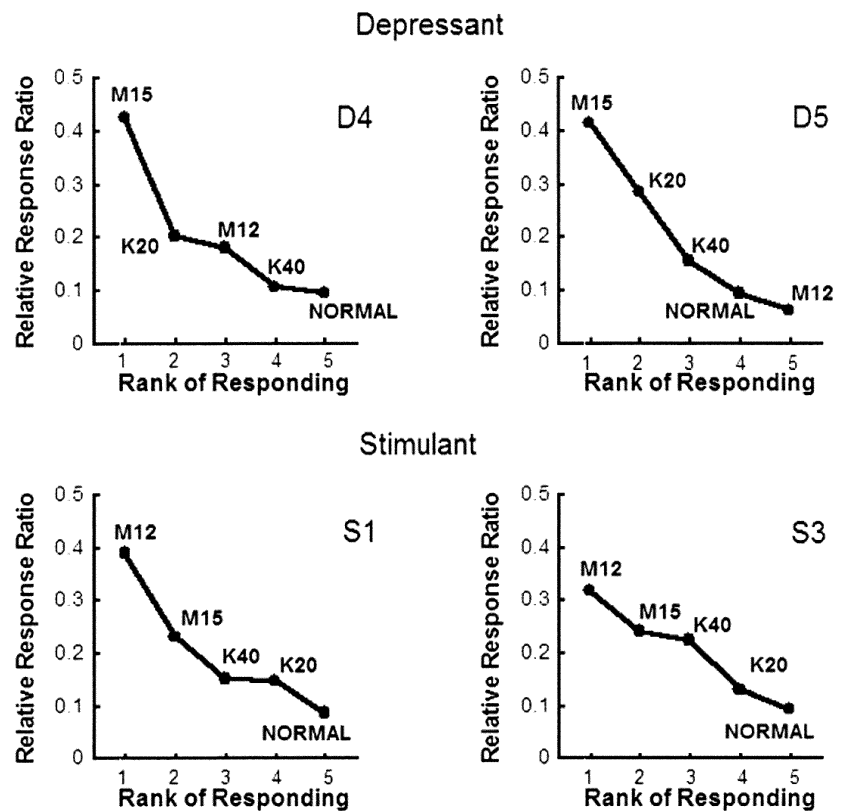 Depressant
Relative Response Ratio
0.5
0.4
0.3
0.2
0.1
0
M15
K20
M12
K40
NORMAL
D4
1 2 3 4 5
Rank of Responding
Relative Response Ratio
0.5
0.4
0.3
0.2
0.1
0
M15
K20
K40
NORMAL
M12
D5
1 2 3 4 5
Rank of Responding
Stimulant
Relative Response Ratio
0.5
0.4
0.3
0.2
0.1
0
M12
M15
K40
K20
NORMAL
S1
1 2 3 4 5
Rank of Responding
Relative Response Ratio
0.5
0.4
0.3
0.2
0.1
0
M12
M15
K40
K20
NORMAL
S3
1 2 3 4 5
Rank of Responding